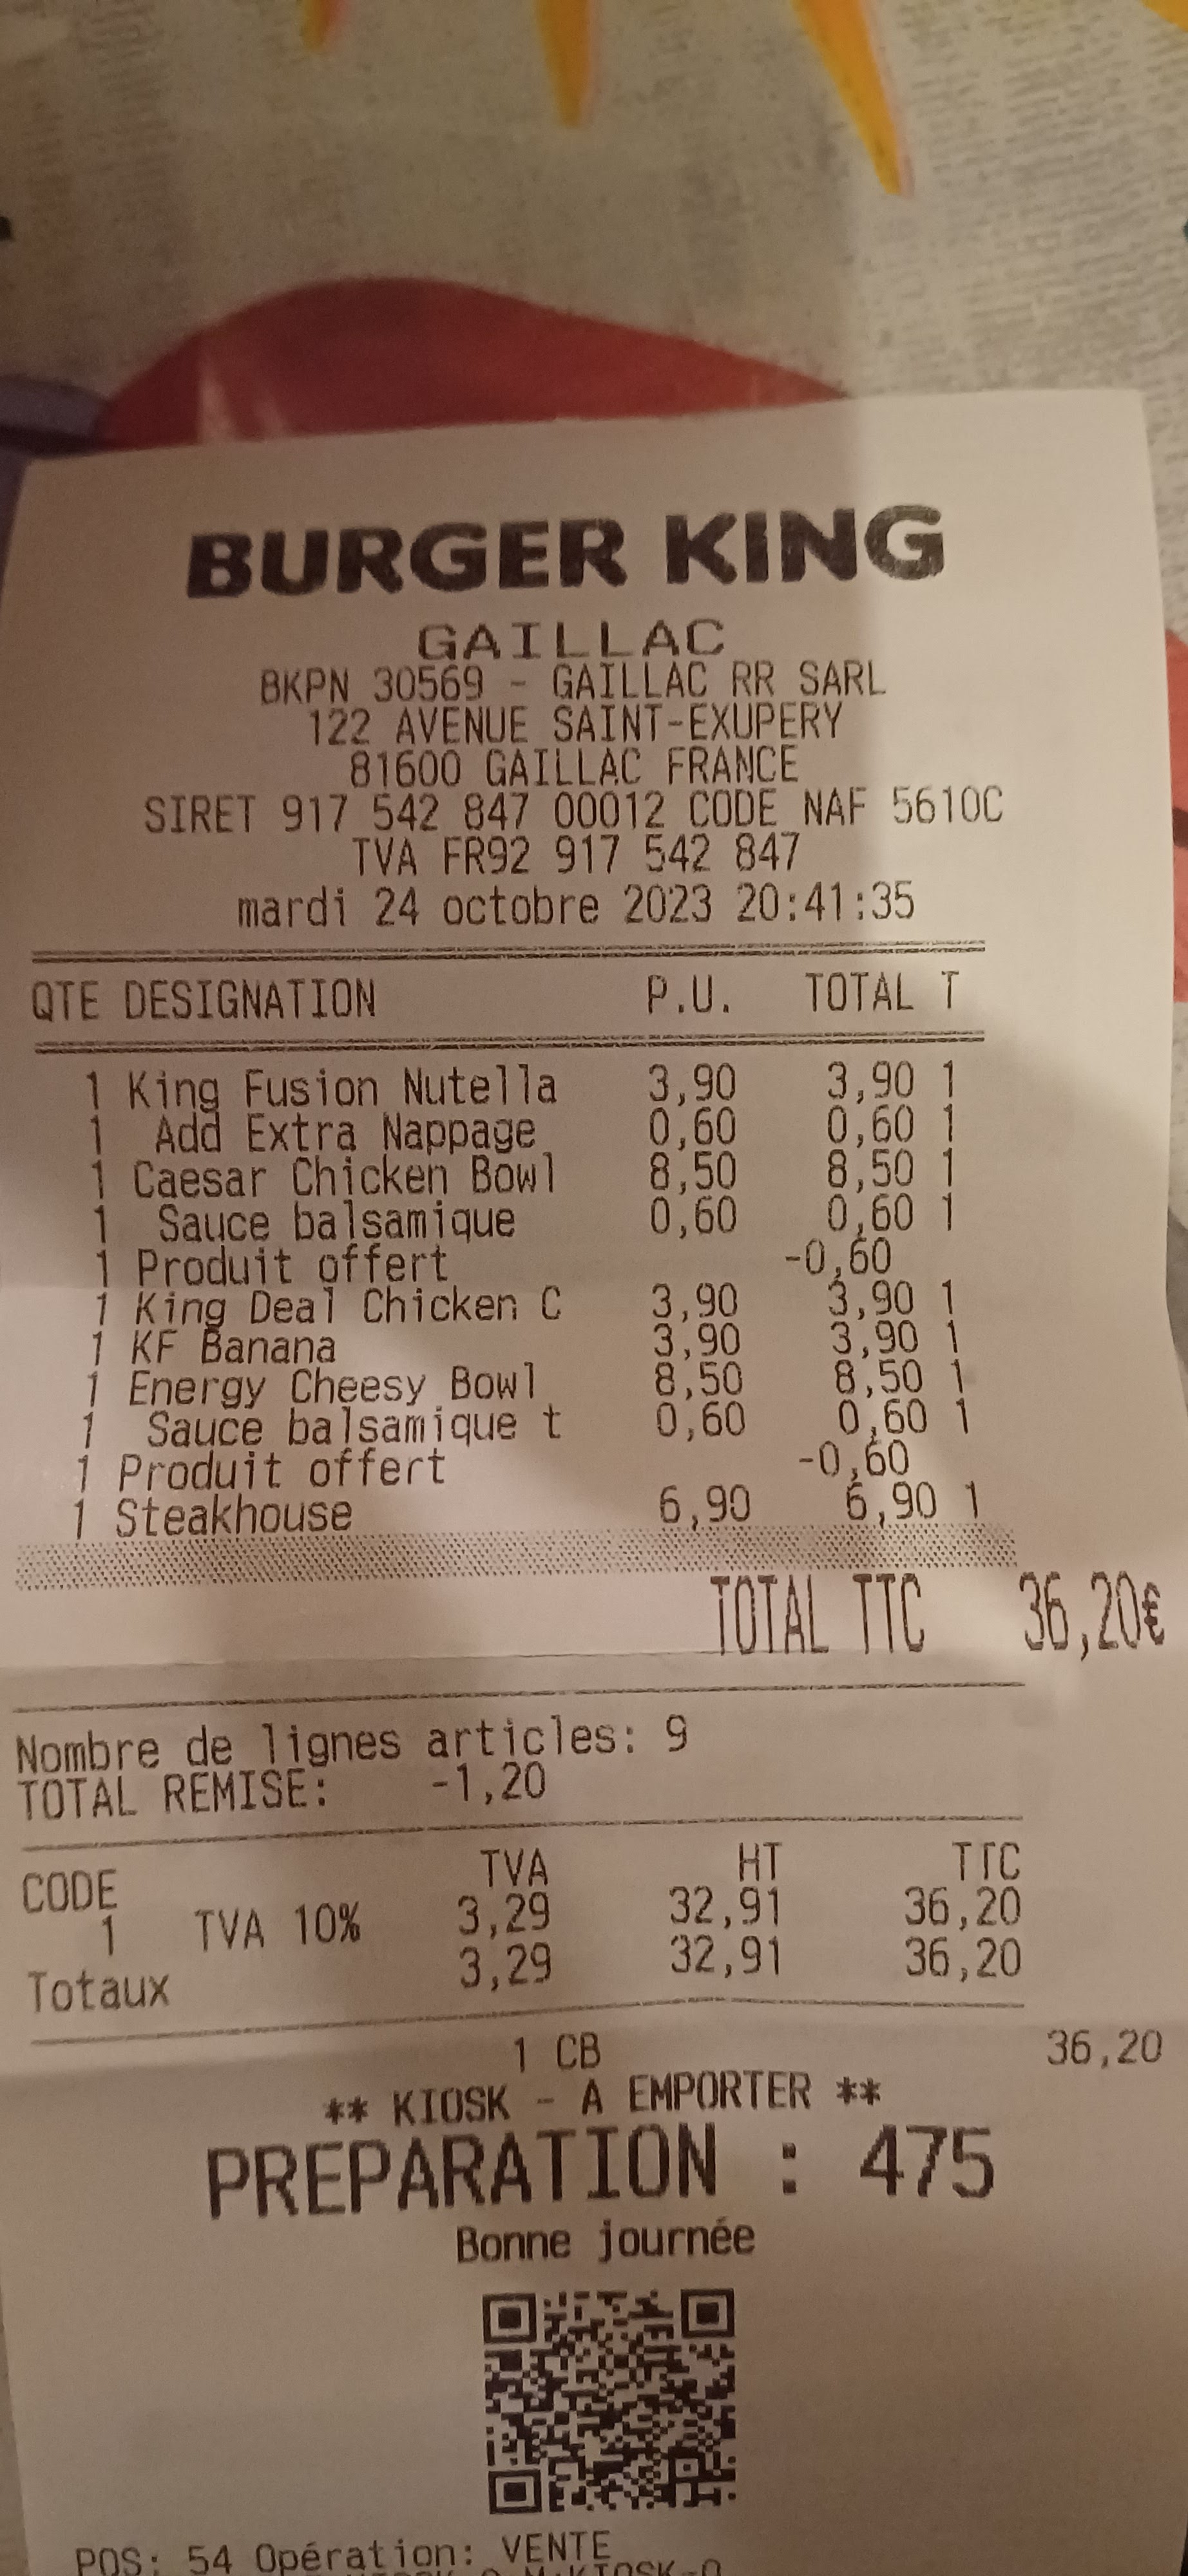 BURGER KING
GAILLAC
BKPN 30569 - GAILLAC RR SARL
122 AVENUE SAINT-EXUPERY
81600 GAILLAC FRANCE
SIRET 917 542 847 00012 CODE NAF 5610C
TVA FR92 917 542 847
mardi 24 octobre 2023 20:41:35
QTE DESIGNATION P.U. TOTAL T
1 King Fusion Nutella 3,90 3,90 1
1 Add Extra Nappage 0,60 0,60 1
1 Caesar Chicken Bowl 8,50 8,50 1
1 Sauce balsamique 0,60 0,60 1
1 Produit offert -0,60
1 King Deal Chicken C 3,90 3,90 1
1 KF Banana 3,90 3,90 1
1 Energy Cheesy Bowl 8,50 8,50 1
1 Sauce balsamique t 0,60 0,60 1
1 Produit offert -0,60
1 Steakhouse 6,90 6,90 1
TOTAL TTC 36,20€
Nombre de lignes articles: 9
TOTAL REMISE: -1,20
CODE TVA HT TTC
1 TVA 10% 3,29 32,91 36,20
Totaux 3,29 32,91 36,20
1 CB 36,20
** KIOSK - A EMPORTER **
PREPARATION : 475
Bonne journée
POS: 54 Opération: VENTE